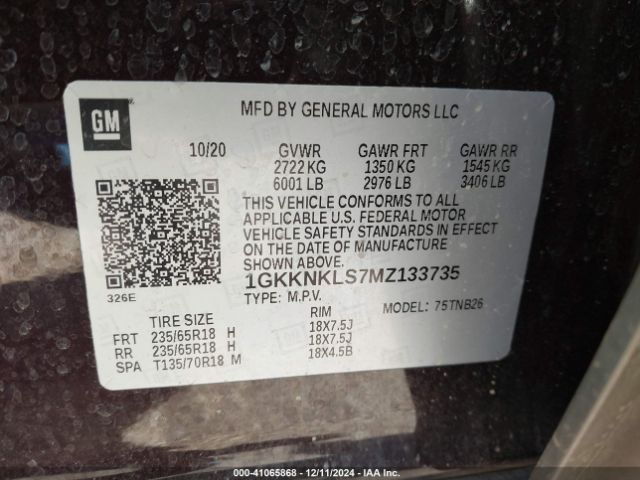 GM
MFD BY GENERAL MOTORS LLC
10/20 GVWR GAWR FRT GAWR RR
2722 KG 1350 KG 1545 KG
6001 LB 2976 LB 3406 LB
THIS VEHICLE CONFORMS TO ALL
APPLICABLE U.S. FEDERAL MOTOR
VEHICLE SAFETY STANDARDS IN EFFECT
ON THE DATE OF MANUFACTURE
SHOWN ABOVE.
1GKKNKLS7MZ133735
326E
TYPE: M.P.V.
MODEL: 75TNB26
TIRE SIZE RIM
FRT 235/65R18 H 18X7.5J
RR 235/65R18 H 18X7.5J
SPA T135/70R18 M 18X4.5B
000-41065868 • 12/11/2024 • IAA Inc.